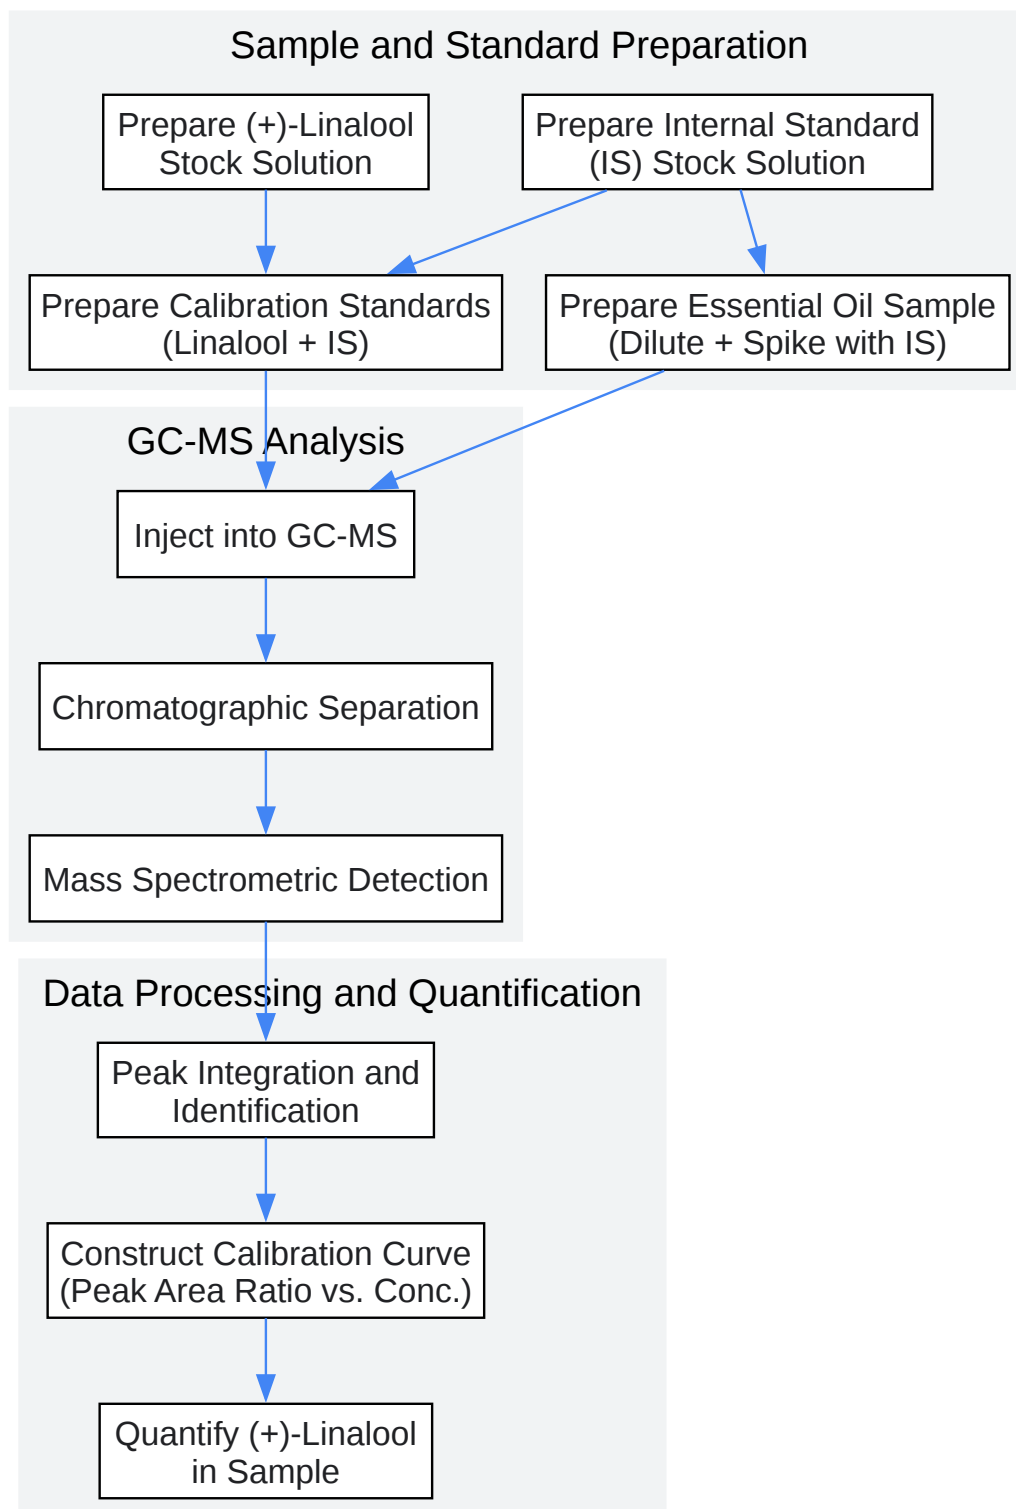 Sample and Standard Preparation
Prepare (+)-Linalool
Stock Solution
Prepare Internal Standard
(IS) Stock Solution
Prepare Calibration Standards
(Linalool + IS)
Prepare Essential Oil Sample
(Dilute + Spike with IS)
GC-MS Analysis
Inject into GC-MS
Chromatographic Separation
Mass Spectrometric Detection
Data Processing and Quantification
Peak Integration and
Identification
Construct Calibration Curve
(Peak Area Ratio vs. Conc.)
Quantify (+)-Linalool
in Sample